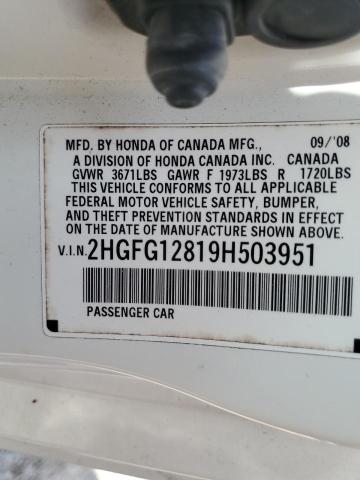 MFD. BY HONDA OF CANADA MFG., 09/'08
A DIVISION OF HONDA CANADA INC. CANADA
GVWR 3671LBS GAWR F 1973LBS R 1720LBS
THIS VEHICLE CONFORMS TO ALL APPLICABLE
FEDERAL MOTOR VEHICLE SAFETY, BUMPER,
AND THEFT PREVENTION STANDARDS IN EFFECT
ON THE DATE OF MANUFACTURE SHOWN ABOVE.
V.I.N. 2HGFG12819H503951
PASSENGER CAR